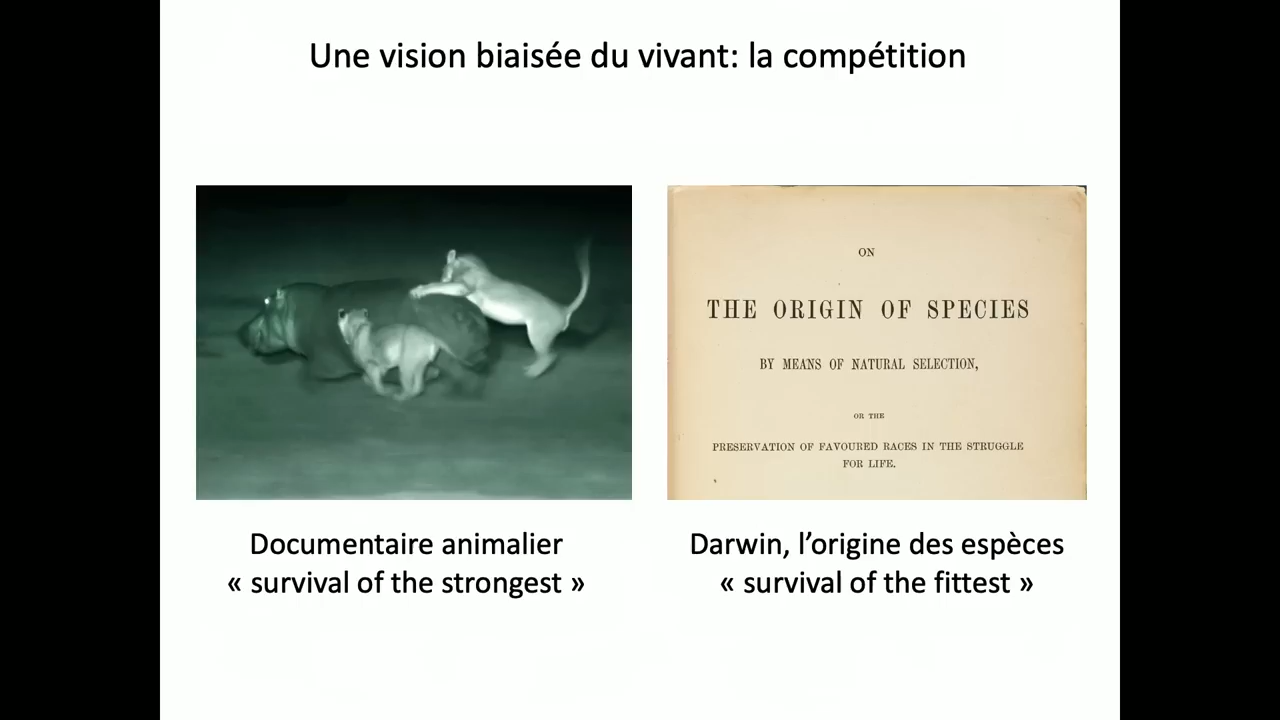 Une vision biaisée du vivant: la compétition
ON
THE ORIGIN OF SPECIES
BY MEANS OF NATURAL SELECTION,
OR THE
PRESERVATION OF FAVOURED RACES IN THE STRUGGLE
FOR LIFE.
Documentaire animalier
« survival of the strongest »
Darwin, l’origine des espèces
« survival of the fittest »